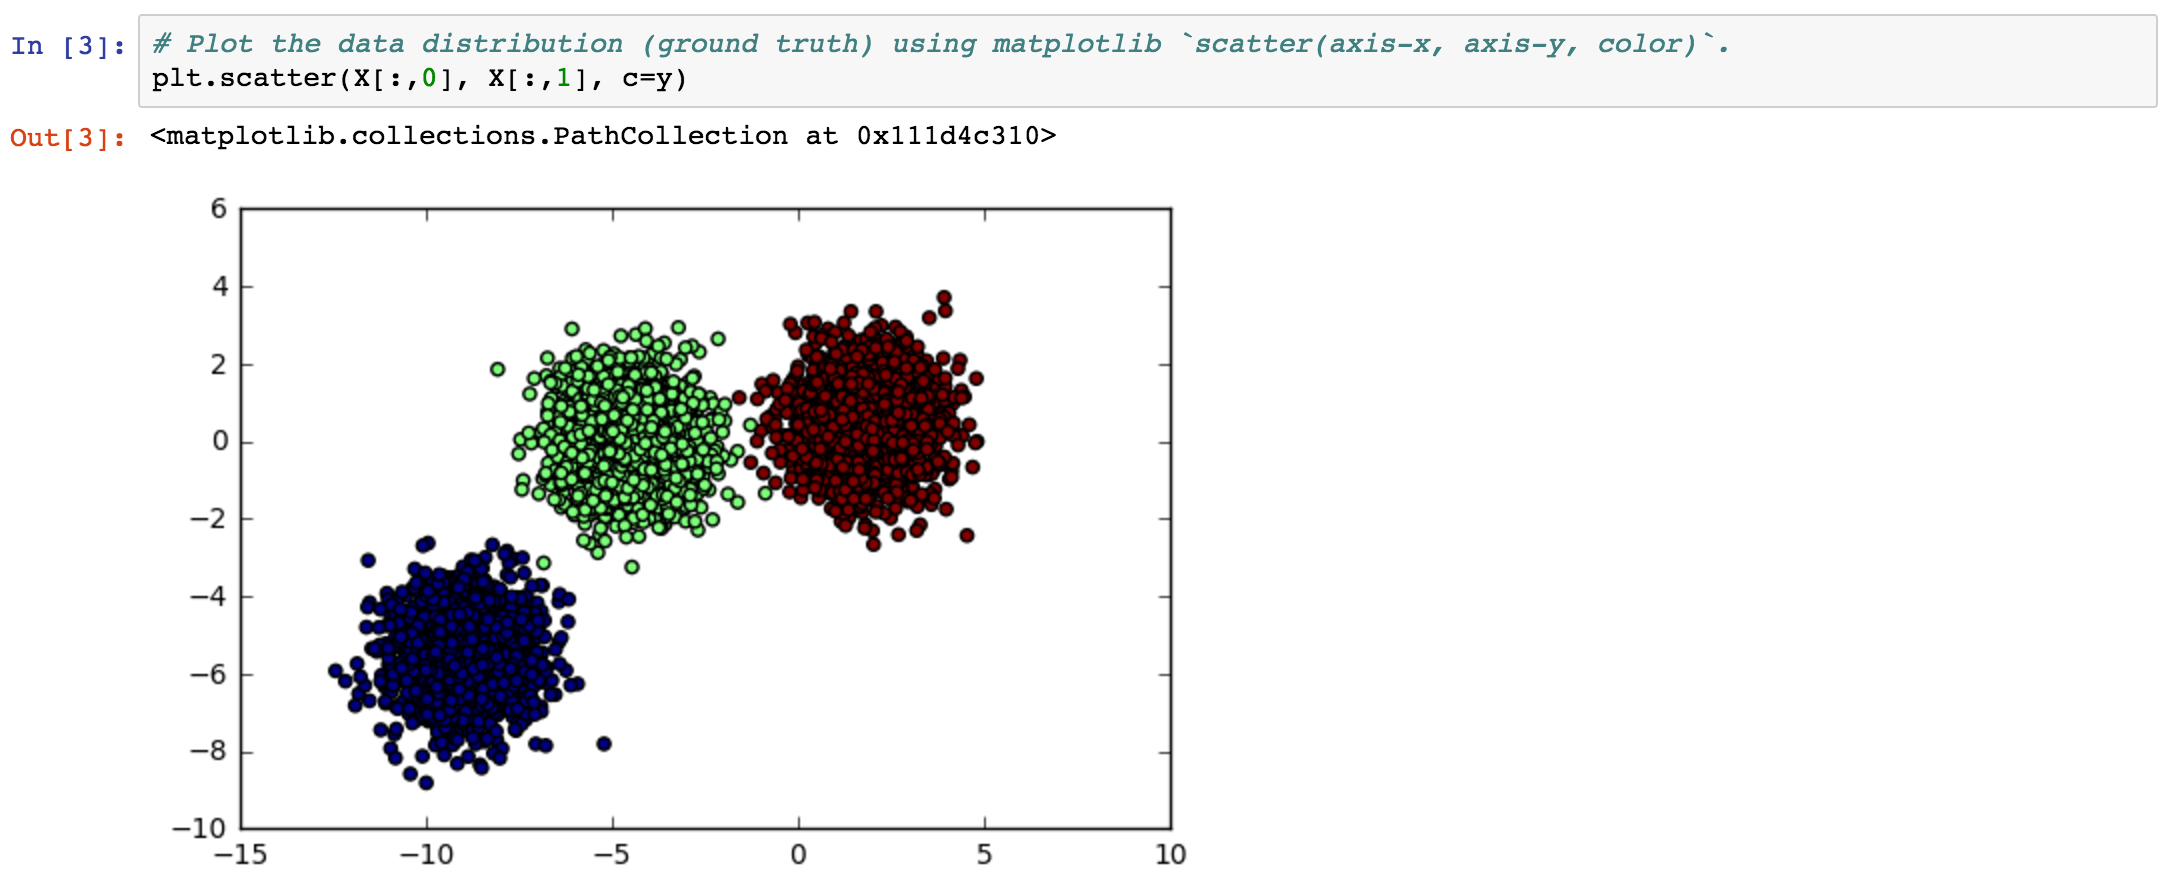 In [3]: # Plot the data distribution (ground truth) using matplotlib `scatter(axis-x, axis-y, color)`.
plt.scatter(X[:,0], X[:,1], c=y)
Out[3]: <matplotlib.collections.PathCollection at 0x111d4c310>
6
4
2
0
−2
−4
−6
−8
−10
−15 −10 −5 0 5 10